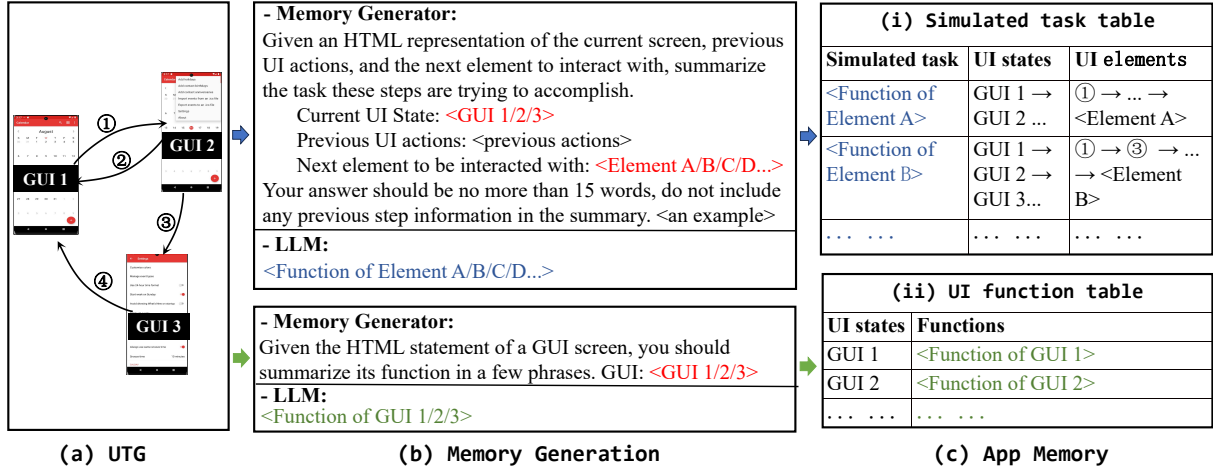 ①
②
③
④
August
GUI 1
GUI 2
GUI 3
Settings
(a) UTG
- Memory Generator:
Given an HTML representation of the current screen, previous
UI actions, and the next element to interact with, summarize
the task these steps are trying to accomplish.
Current UI State: <GUI 1/2/3>
Previous UI actions: <previous actions>
Next element to be interacted with: <Element A/B/C/D...>
Your answer should be no more than 15 words, do not include
any previous step information in the summary. <an example>
- LLM:
<Function of Element A/B/C/D...>
- Memory Generator:
Given the HTML statement of a GUI screen, you should
summarize its function in a few phrases. GUI: <GUI 1/2/3>
- LLM:
<Function of GUI 1/2/3>
(b) Memory Generation
(i) Simulated task table
Simulated task UI states UI elements
<Function of GUI 1 → ① → ... →
Element A> GUI 2 ... <Element A>
<Function of GUI 1 → ① → ③ → ...
Element B> GUI 2 → → <Element
GUI 3... B>
... ... ... ... ... ...
(ii) UI function table
UI states Functions
GUI 1 <Function of GUI 1>
GUI 2 <Function of GUI 2>
... ... ... ...
(c) App Memory